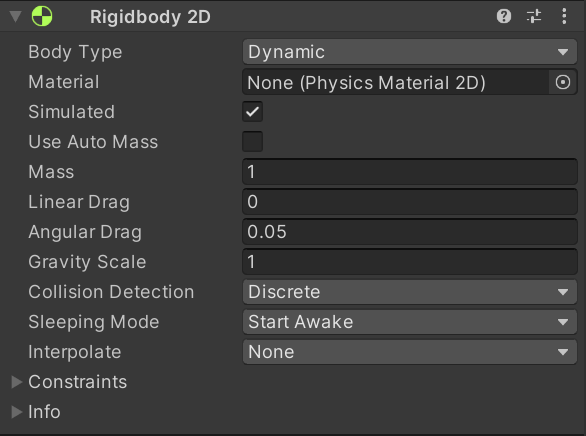 Rigidbody 2D
Body Type Dynamic
Material None (Physics Material 2D)
Simulated
Use Auto Mass
Mass 1
Linear Drag 0
Angular Drag 0.05
Gravity Scale 1
Collision Detection Discrete
Sleeping Mode Start Awake
Interpolate None
Constraints
Info